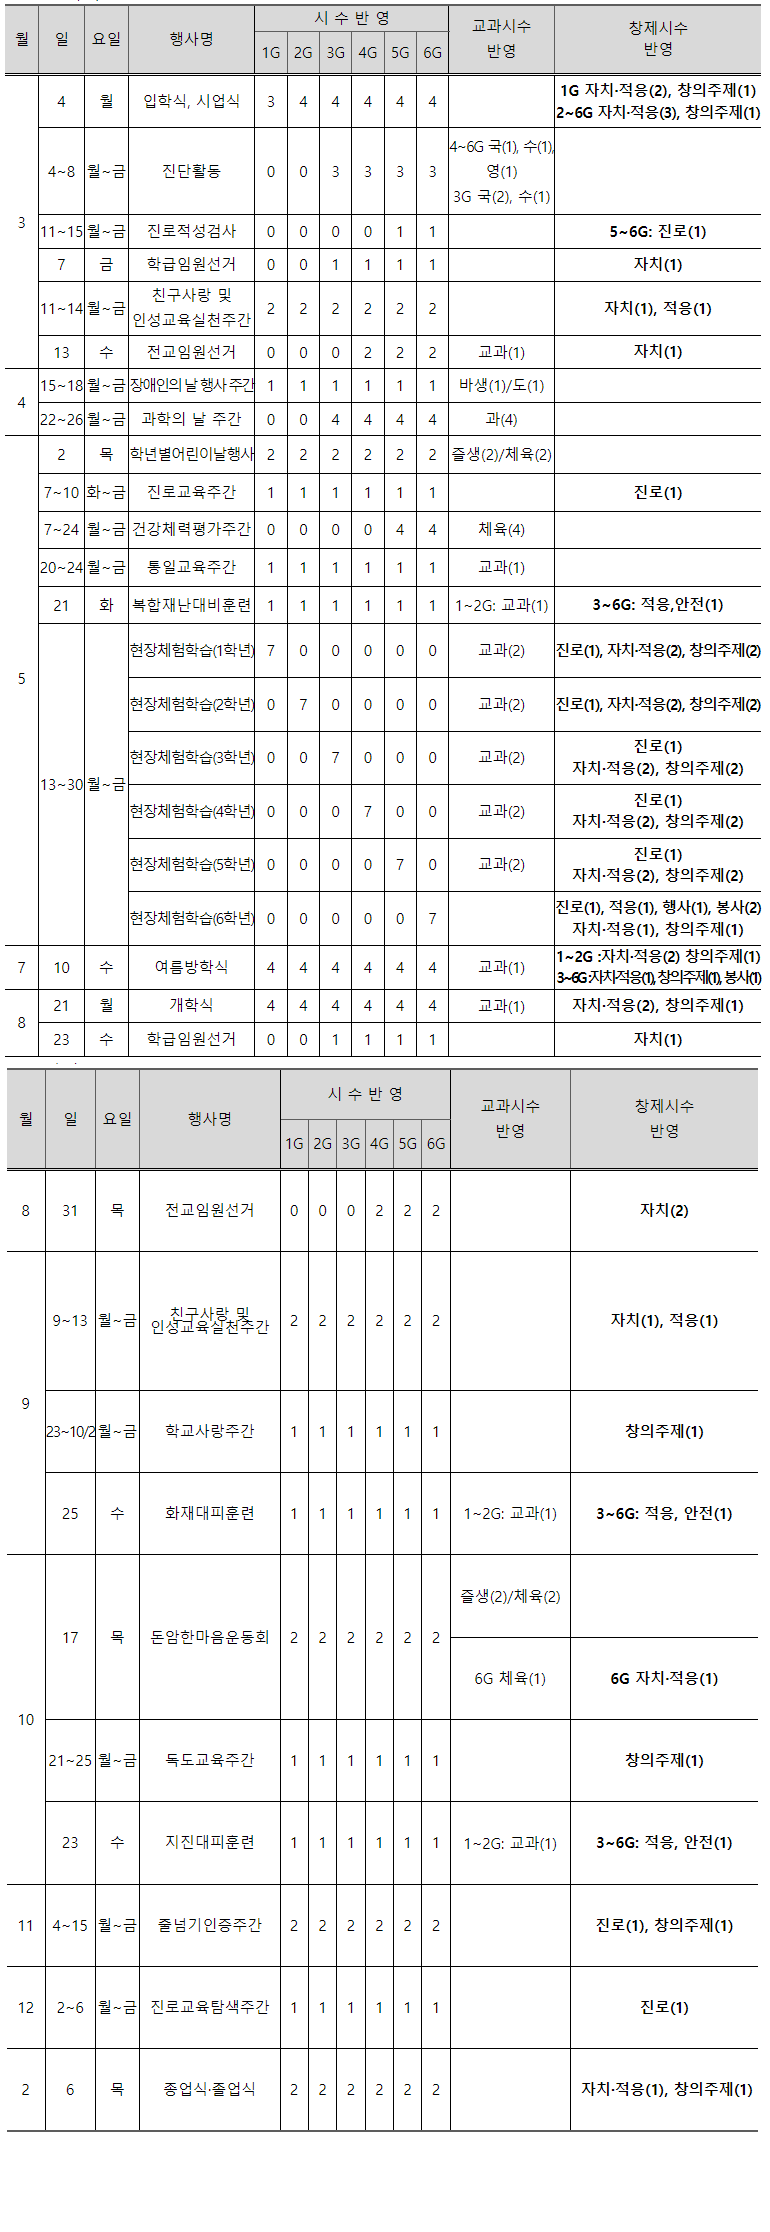 월 일 요일 행사명 시 수 반 영 교과시수 창제시수
1G 2G 3G 4G 5G 6G 반영 반영
3 4 월 입학식, 시업식 3 4 4 4 4 4 1G 자치·적응(2), 창의주제(1)
2~6G 자치·적응(3), 창의주제(1)
4~8 월~금 진단활동 0 0 3 3 3 3 4~6G 국(1), 수(1),
영(1)
3G 국(2), 수(1)
11~15 월~금 진로적성검사 0 0 0 0 1 1 5~6G: 진로(1)
7 금 학급임원선거 0 0 1 1 1 1 자치(1)
11~14 월~금 친구사랑 및
인성교육실천주간 2 2 2 2 2 2 자치(1), 적응(1)
13 수 전교임원선거 0 0 0 2 2 2 교과(1) 자치(1)
4 15~18 월~금 장애인의 날 행사 주간 1 1 1 1 1 1 바생(1)/도(1)
22~26 월~금 과학의 날 주간 0 0 4 4 4 4 과(4)
5 2 목 학년별어린이날행사 2 2 2 2 2 2 즐생(2)/체육(2)
7~10 화~금 진로교육주간 1 1 1 1 1 1 진로(1)
7~24 월~금 건강체력평가주간 0 0 0 0 4 4 체육(4)
20~24 월~금 통일교육주간 1 1 1 1 1 1 교과(1)
21 화 복합재난대비훈련 1 1 1 1 1 1 1~2G: 교과(1) 3~6G: 적응,안전(1)
13~30 월~금 현장체험학습(1학년) 7 0 0 0 0 0 교과(2) 진로(1), 자치·적응(2), 창의주제(2)
현장체험학습(2학년) 0 7 0 0 0 0 교과(2) 진로(1), 자치·적응(2), 창의주제(2)
현장체험학습(3학년) 0 0 7 0 0 0 교과(2) 진로(1)
자치·적응(2), 창의주제(2)
현장체험학습(4학년) 0 0 0 7 0 0 교과(2) 진로(1)
자치·적응(2), 창의주제(2)
현장체험학습(5학년) 0 0 0 0 7 0 교과(2) 진로(1)
자치·적응(2), 창의주제(2)
현장체험학습(6학년) 0 0 0 0 0 7 진로(1), 적응(1), 행사(1), 봉사(2)
자치·적응(1), 창의주제(1)
7 10 수 여름방학식 4 4 4 4 4 4 교과(1) 1~2G :자치·적응(2) 창의주제(1)
3~6G:자치·적응(1), 창의주제(1), 봉사(1)
8 21 월 개학식 4 4 4 4 4 4 교과(1) 자치·적응(2), 창의주제(1)
23 수 학급임원선거 0 0 1 1 1 1 자치(1)
월 일 요일 행사명 시 수 반 영 교과시수 창제시수
1G 2G 3G 4G 5G 6G 반영 반영
8 31 목 전교임원선거 0 0 0 2 2 2 자치(2)
9 9~13 월~금 친구사랑 및
인성교육실천주간 2 2 2 2 2 2 자치(1), 적응(1)
23~10/2 월~금 학교사랑주간 1 1 1 1 1 1 창의주제(1)
25 수 화재대피훈련 1 1 1 1 1 1 1~2G: 교과(1) 3~6G: 적응, 안전(1)
10 17 목 돈암한마음운동회 2 2 2 2 2 2 즐생(2)/체육(2)
6G 체육(1) 6G 자치·적응(1)
21~25 월~금 독도교육주간 1 1 1 1 1 1 창의주제(1)
23 수 지진대피훈련 1 1 1 1 1 1 1~2G: 교과(1) 3~6G: 적응, 안전(1)
11 4~15 월~금 줄넘기인증주간 2 2 2 2 2 2 진로(1), 창의주제(1)
12 2~6 월~금 진로교육탐색주간 1 1 1 1 1 1 진로(1)
2 6 목 종업식·졸업식 2 2 2 2 2 2 자치·적응(1), 창의주제(1)